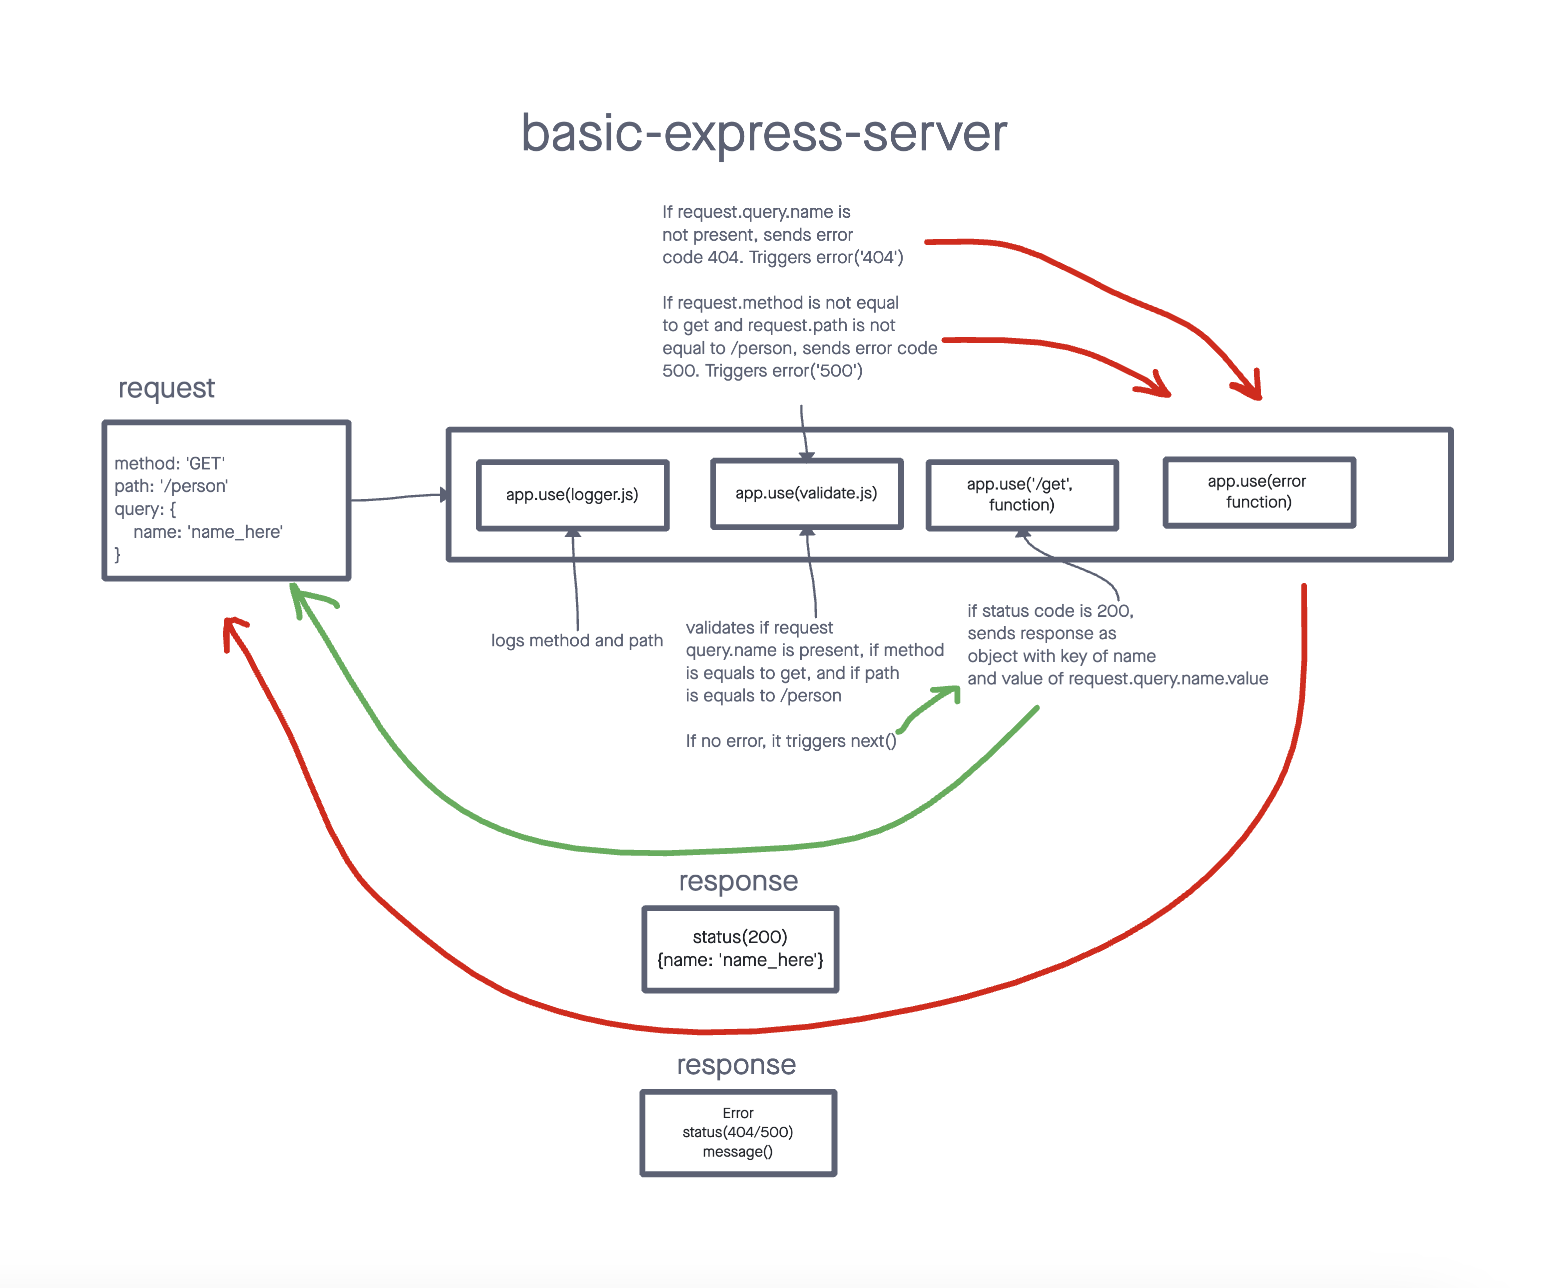 basic-express-server
If request.query.name is
not present, sends error
code 404. Triggers error('404')
If request.method is not equal
to get and request.path is not
equal to /person, sends error code
500. Triggers error('500')
request
method: 'GET'
path: '/person'
query: {
name: 'name_here'
}
app.use(logger.js)
app.use(validate.js)
app.use('/get',
function)
app.use(error
function)
logs method and path
validates if request
query.name is present, if method
is equals to get, and if path
is equals to /person
If no error, it triggers next()
if status code is 200,
sends response as
object with key of name
and value of request.query.name.value
response
status(200)
{name: 'name_here'}
response
Error
status(404/500)
message()